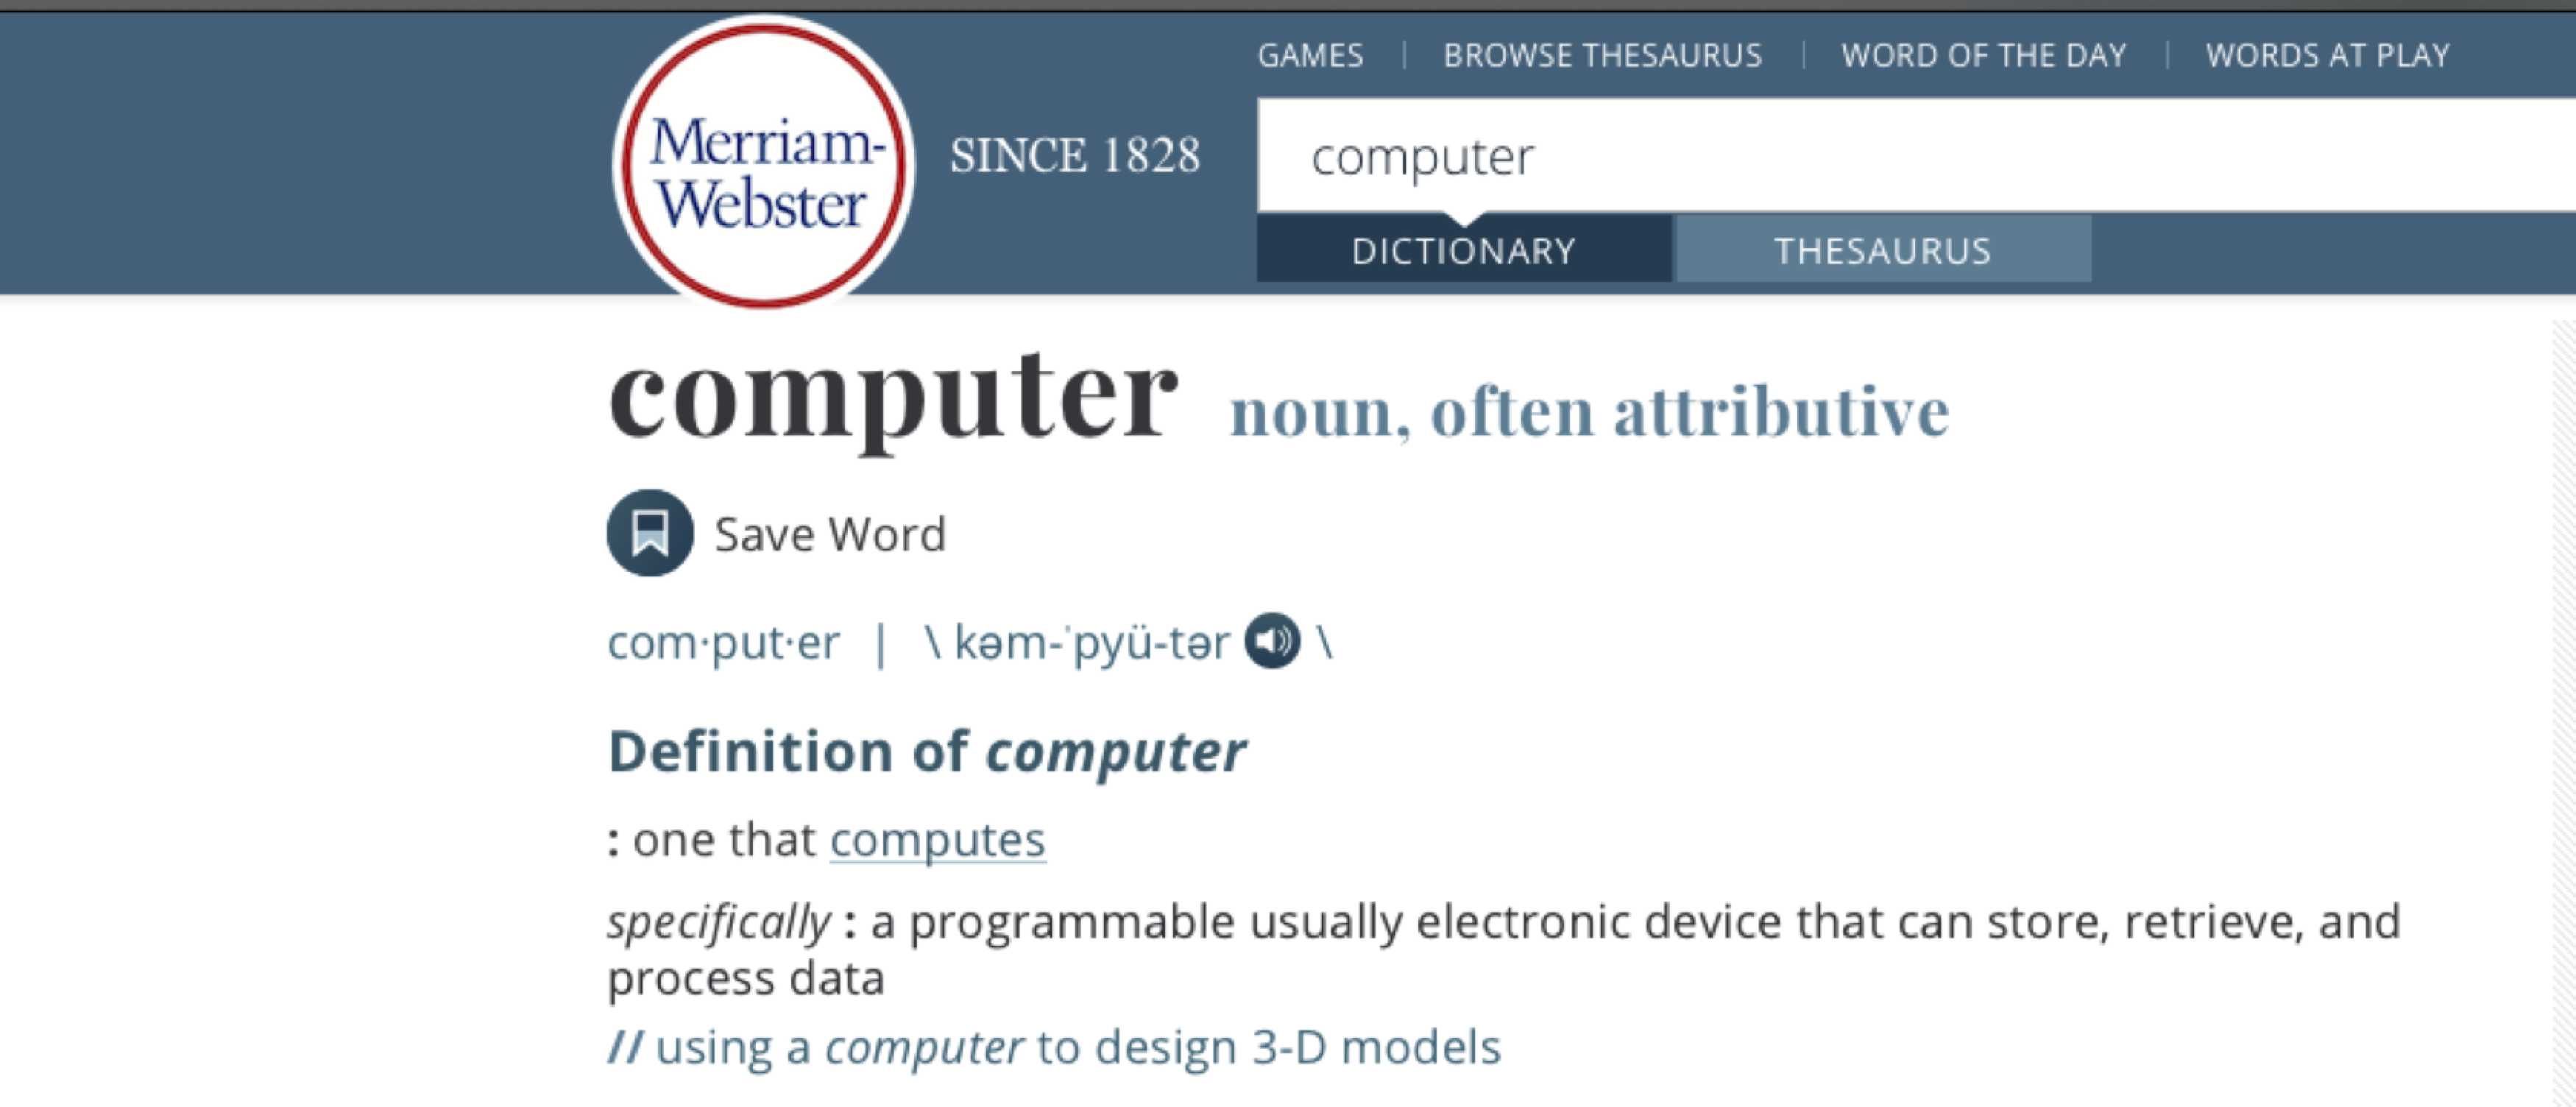 GAMES | BROWSE THESAURUS | WORD OF THE DAY | WORDS AT PLAY
Merriam-
Webster
SINCE 1828
computer
DICTIONARY THESAURUS
computer noun, often attributive
Save Word
com·put·er | \ kəm-ˈpyü-tər \
Definition of computer
: one that computes
specifically : a programmable usually electronic device that can store, retrieve, and
process data
// using a computer to design 3-D models